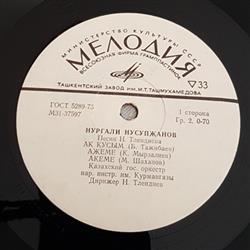 МИНИСТЕРСТВО КУЛЬТУРЫ СССР
МЕЛОДИЯ
ВСЕСОЮЗНАЯ ФИРМА ГРАМПЛАСТИНОК
ТАШКЕНТСКИЙ ЗАВОД ИМ. М.Т. ТАШМУХАМЕДОВА
33
ГОСТ 5289-73
М31-37597
1 сторона
Гр. 2. 0-70
НУРГАЛИ НУСУПЖАНОВ
Песни Н. Тлендиева
АК КУСЫМ (Б. Тажибаев)
АЖЕМЕ (К. Мырзалиев)
АКЕМЕ (М. Шаханов)
Казахский гос. оркестр
нар. инстр. им. Курмангазы
Дирижер Н. Тлендиев